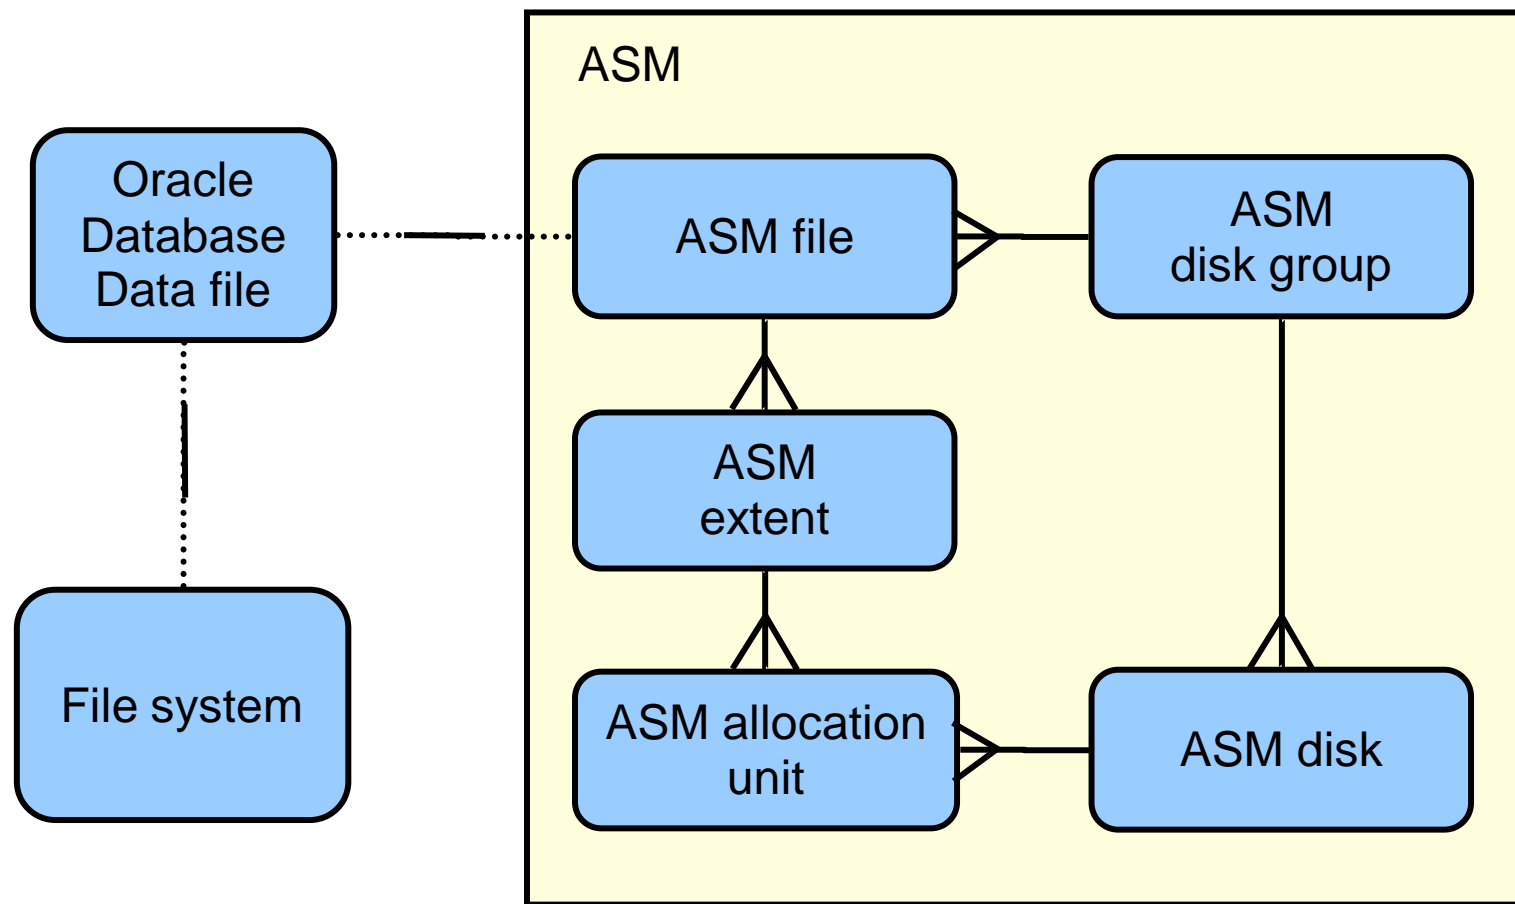 ASM
Oracle
Database
Data file
ASM file
ASM
disk group
ASM
extent
File system
ASM allocation
unit
ASM disk